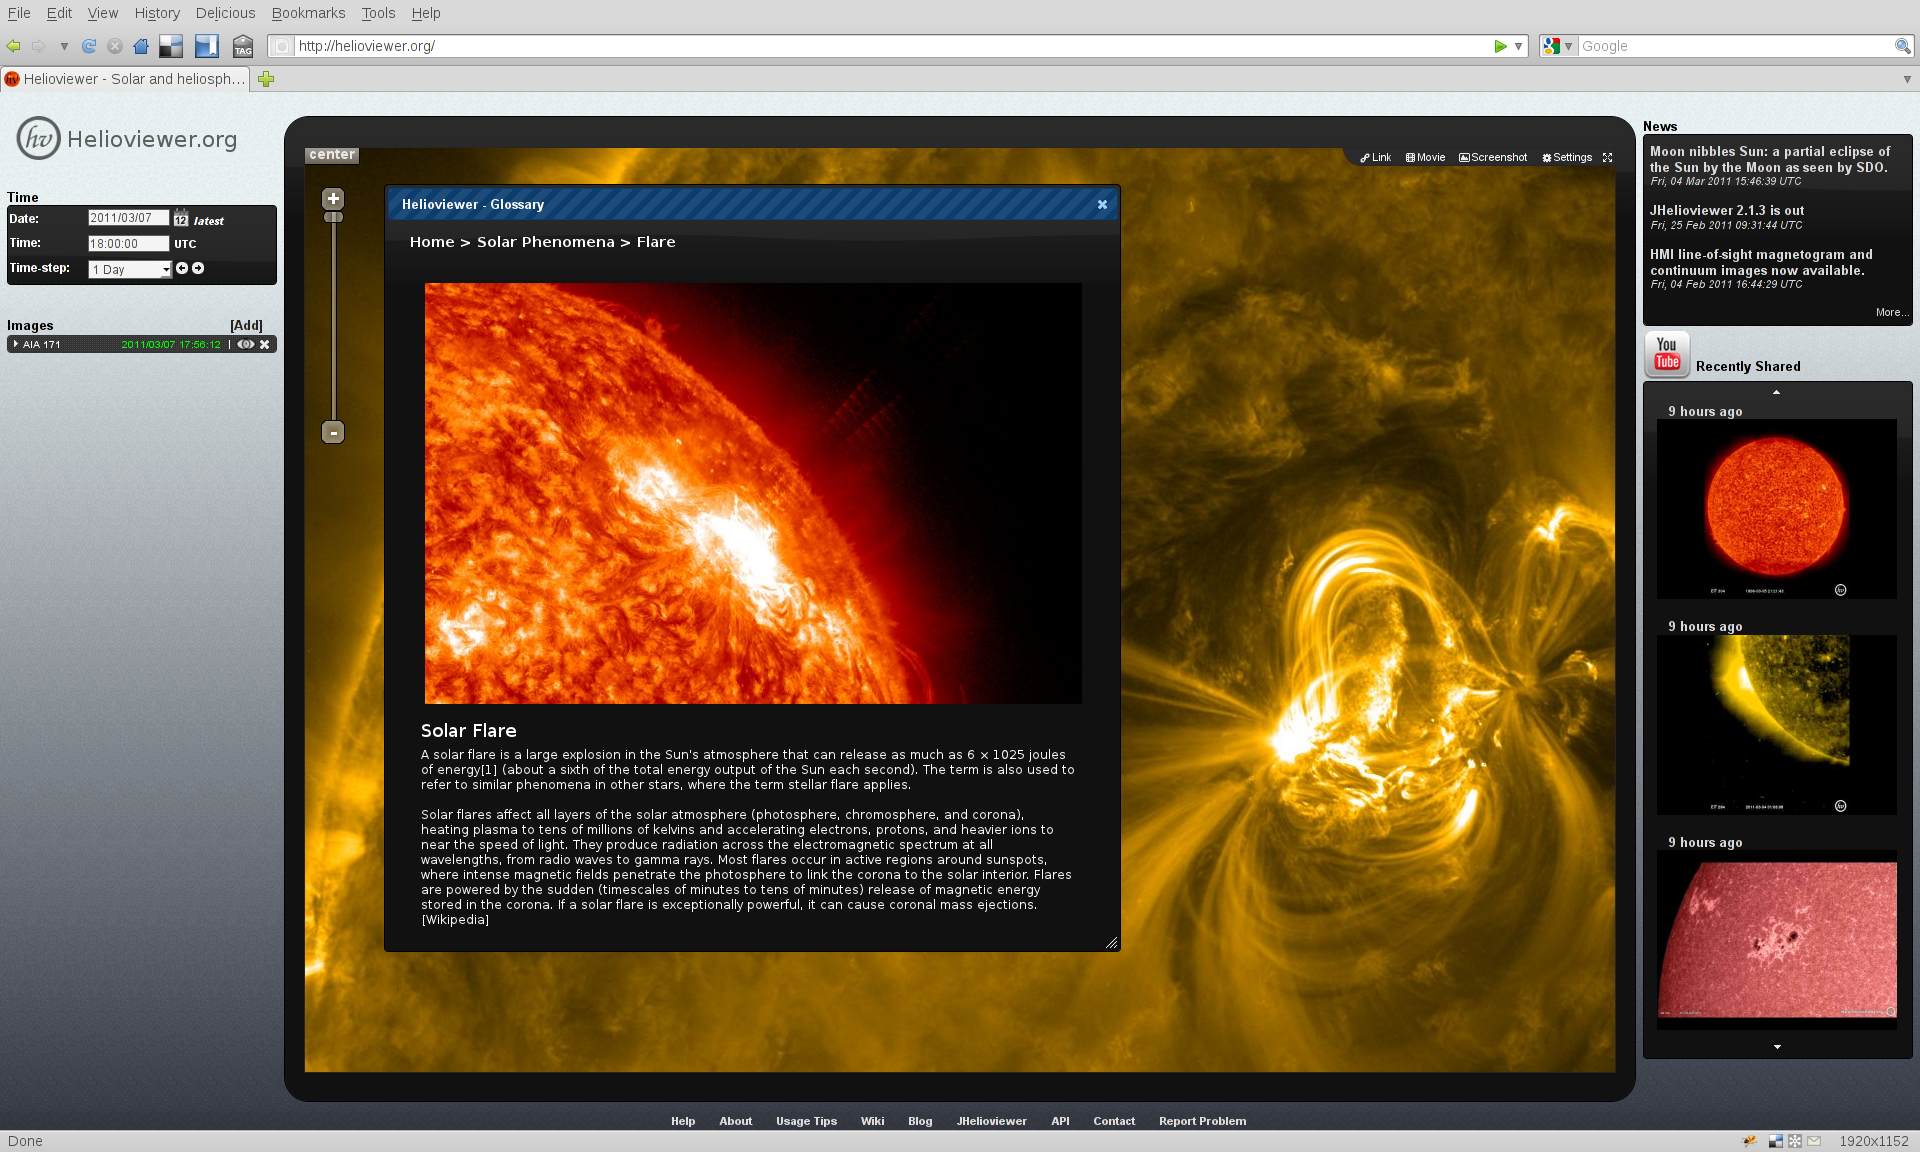 File Edit View History Delicious Bookmarks Tools Help
TAG
http://helioviewer.org/
Google
Helioviewer - Solar and heliosph...
hv Helioviewer.org
Time
Date: 2011/03/07 12 latest
Time: 18:00:00 UTC
Time-step: 1 Day
Images [Add]
AIA 171 2011/03/07 17:56:12 |
center
Link Movie Screenshot Settings
+
-
Helioviewer - Glossary
Home > Solar Phenomena > Flare
Solar Flare
A solar flare is a large explosion in the Sun's atmosphere that can release as much as 6 × 1025 joules
of energy[1] (about a sixth of the total energy output of the Sun each second). The term is also used to
refer to similar phenomena in other stars, where the term stellar flare applies.
Solar flares affect all layers of the solar atmosphere (photosphere, chromosphere, and corona),
heating plasma to tens of millions of kelvins and accelerating electrons, protons, and heavier ions to
near the speed of light. They produce radiation across the electromagnetic spectrum at all
wavelengths, from radio waves to gamma rays. Most flares occur in active regions around sunspots,
where intense magnetic fields penetrate the photosphere to link the corona to the solar interior. Flares
are powered by the sudden (timescales of minutes to tens of minutes) release of magnetic energy
stored in the corona. If a solar flare is exceptionally powerful, it can cause coronal mass ejections.
[Wikipedia]
News
Moon nibbles Sun: a partial eclipse of
the Sun by the Moon as seen by SDO.
Fri, 04 Mar 2011 15:46:39 UTC
JHelioviewer 2.1.3 is out
Fri, 25 Feb 2011 09:31:44 UTC
HMI line-of-sight magnetogram and
continuum images now available.
Fri, 04 Feb 2011 16:44:29 UTC
More...
You
Tube
Recently Shared
9 hours ago
EIT 304
hv
9 hours ago
hv
9 hours ago
Help About Usage Tips Wiki Blog JHelioviewer API Contact Report Problem
Done
1920x1152